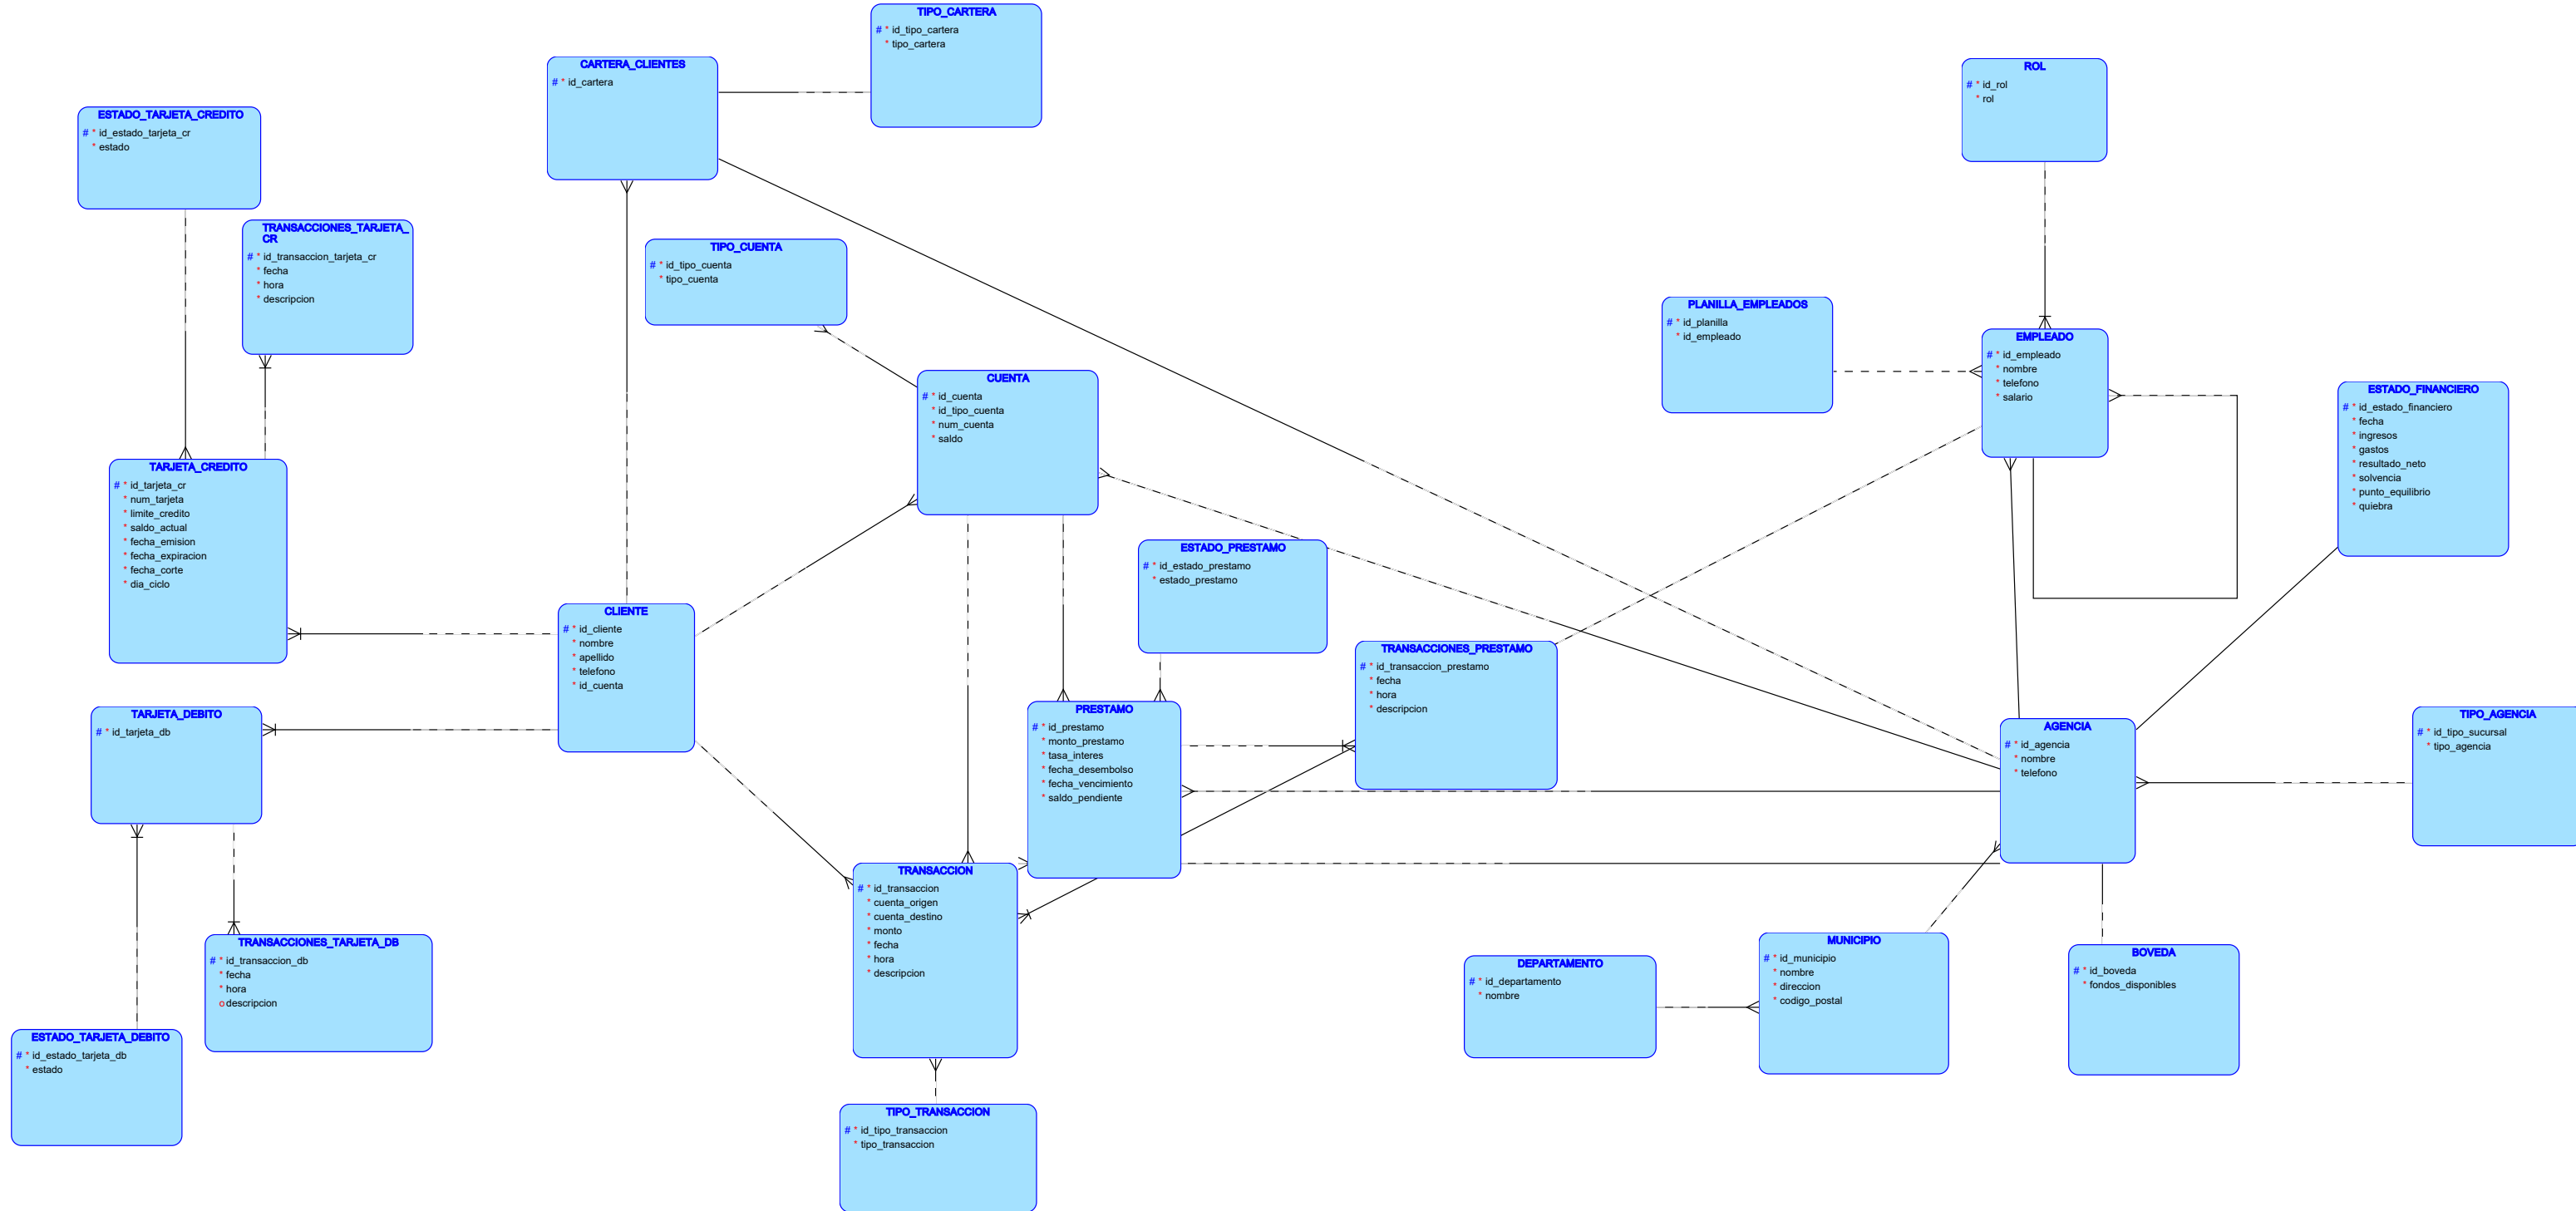 TIPO_CARTERA
# * id_tipo_cartera
* tipo_cartera
CARTERA_CLIENTES
# * id_cartera
ROL
# * id_rol
* rol
ESTADO_TARJETA_CREDITO
# * id_estado_tarjeta_cr
* estado
TRANSACCIONES_TARJETA_
CR
# * id_transaccion_tarjeta_cr
* fecha
* hora
* descripcion
TIPO_CUENTA
# * id_tipo_cuenta
* tipo_cuenta
PLANILLA_EMPLEADOS
# * id_planilla
* id_empleado
EMPLEADO
# * id_empleado
* nombre
* telefono
* salario
CUENTA
# * id_cuenta
* id_tipo_cuenta
* num_cuenta
* saldo
ESTADO_FINANCIERO
# * id_estado_financiero
* fecha
* ingresos
* gastos
* resultado_neto
* solvencia
* punto_equilibrio
* quiebra
TARJETA_CREDITO
# * id_tarjeta_cr
* num_tarjeta
* limite_credito
* saldo_actual
* fecha_emision
* fecha_expiracion
* fecha_corte
* dia_ciclo
ESTADO_PRESTAMO
# * id_estado_prestamo
* estado_prestamo
CLIENTE
# * id_cliente
* nombre
* apellido
* telefono
* id_cuenta
TRANSACCIONES_PRESTAMO
# * id_transaccion_prestamo
* fecha
* hora
* descripcion
TARJETA_DEBITO
# * id_tarjeta_db
PRESTAMO
# * id_prestamo
* monto_prestamo
* tasa_interes
* fecha_desembolso
* fecha_vencimiento
* saldo_pendiente
AGENCIA
# * id_agencia
* nombre
* telefono
TIPO_AGENCIA
# * id_tipo_sucursal
* tipo_agencia
TRANSACCION
# * id_transaccion
* cuenta_origen
* cuenta_destino
* monto
* fecha
* hora
* descripcion
TRANSACCIONES_TARJETA_DB
# * id_transaccion_db
* fecha
* hora
o descripcion
DEPARTAMENTO
# * id_departamento
* nombre
MUNICIPIO
# * id_municipio
* nombre
* direccion
* codigo_postal
BOVEDA
# * id_boveda
* fondos_disponibles
ESTADO_TARJETA_DEBITO
# * id_estado_tarjeta_db
* estado
TIPO_TRANSACCION
# * id_tipo_transaccion
* tipo_transaccion